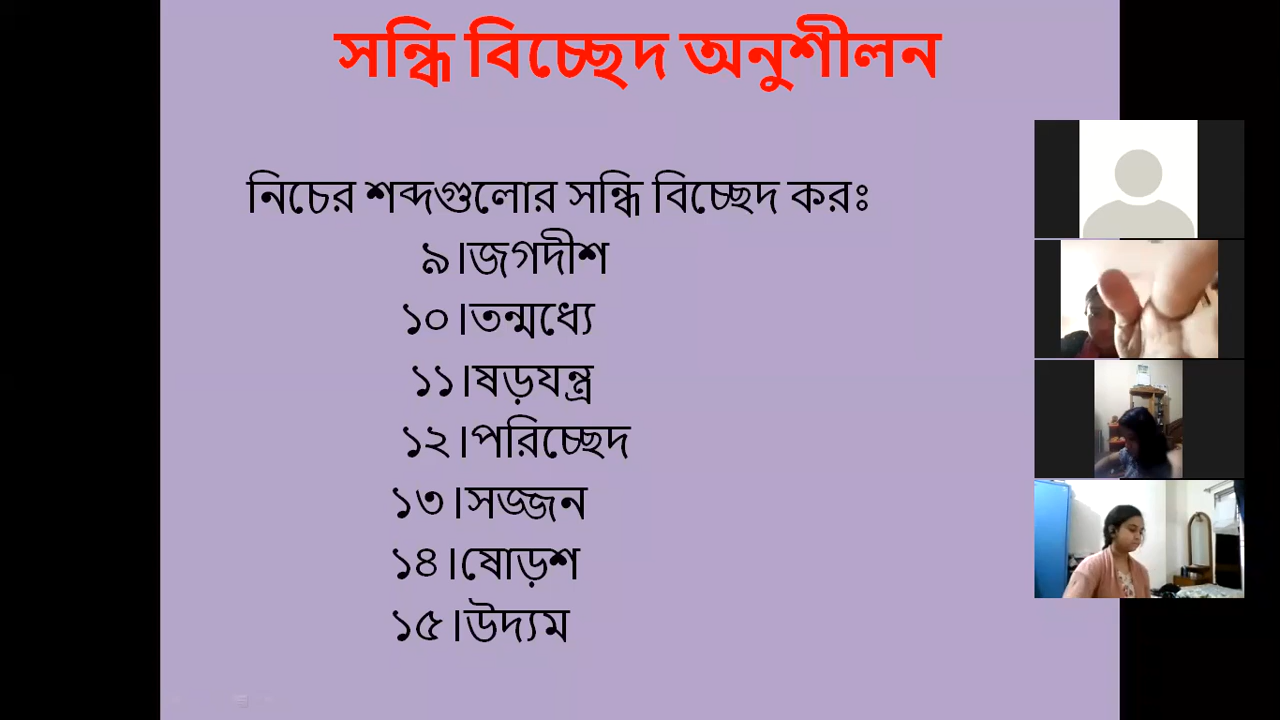 সন্ধি বিচ্ছেদ অনুশীলন
নিচের শব্দগুলোর সন্ধি বিচ্ছেদ করঃ
৯।জগদীশ
১০।তন্মধ্যে
১১।ষড়যন্ত্র
১২।পরিচ্ছেদ
১৩।সজ্জন
১৪।ষোড়শ
১৫।উদ্যম